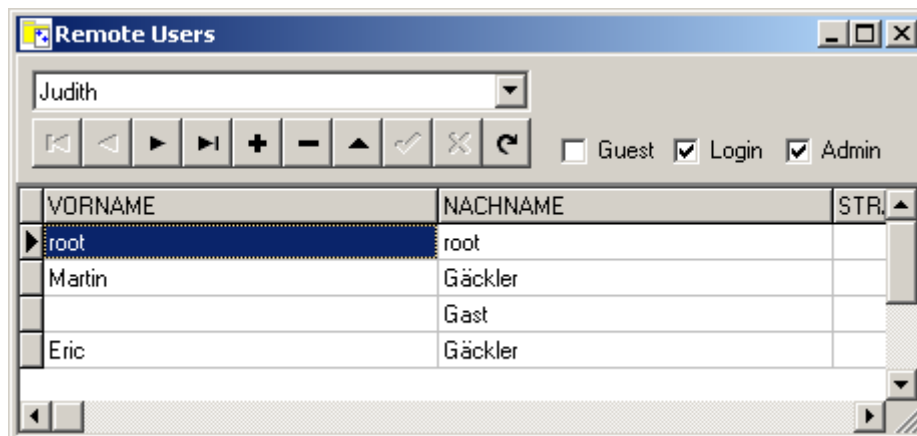 Remote Users
Judith
Guest Login Admin
VORNAME NACHNAME STR.
root root
Martin Gäckler
Gast
Eric Gäckler